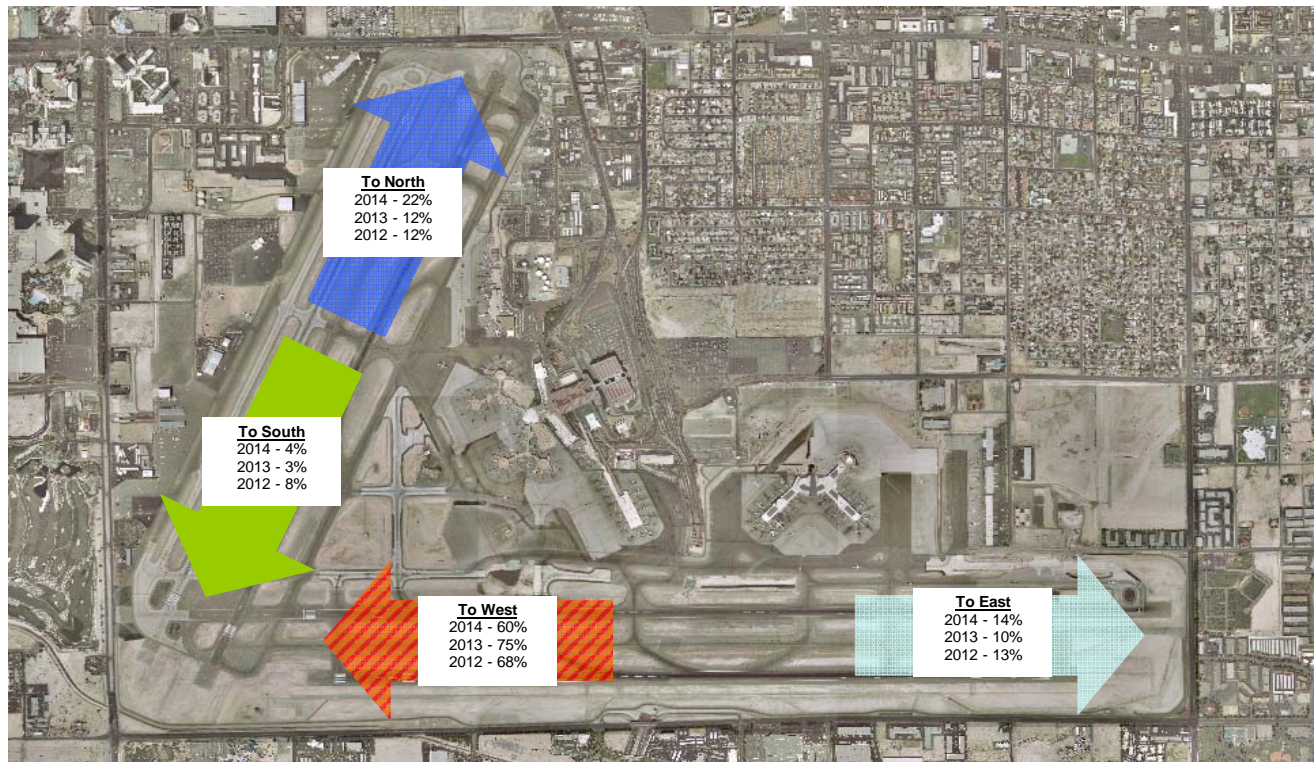 To North
2014 - 22%
2013 - 12%
2012 - 12%
To South
2014 - 4%
2013 - 3%
2012 - 8%
To West
2014 - 60%
2013 - 75%
2012 - 68%
To East
2014 - 14%
2013 - 10%
2012 - 13%